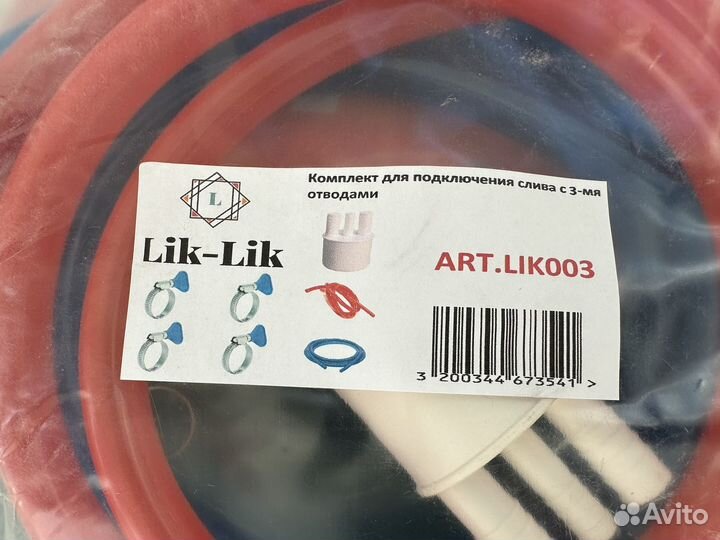 Комплект для подключения слива с 3-мя
отводами
L
Lik-Lik
ART.LIK003
3 200344 673541 >
Avito